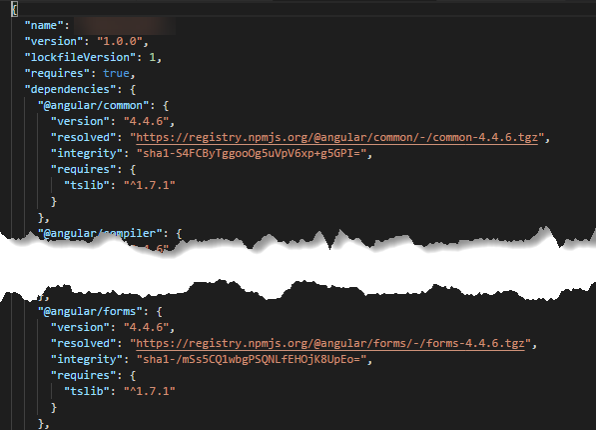 {
"name":
"version": "1.0.0",
"lockfileVersion": 1,
"requires": true,
"dependencies": {
"@angular/common": {
"version": "4.4.6",
"resolved": "https://registry.npmjs.org/@angular/common/-/common-4.4.6.tgz",
"integrity": "sha1-S4FCByTggooOg5uVpV6xp+g5GPI=",
"requires": {
"tslib": "^1.7.1"
}
},
"@angular/compiler": {
},
"@angular/forms": {
"version": "4.4.6",
"resolved": "https://registry.npmjs.org/@angular/forms/-/forms-4.4.6.tgz",
"integrity": "sha1-/mSs5CQ1wbgPSQNLfEHOjK8UpEo=",
"requires": {
"tslib": "^1.7.1"
}
},